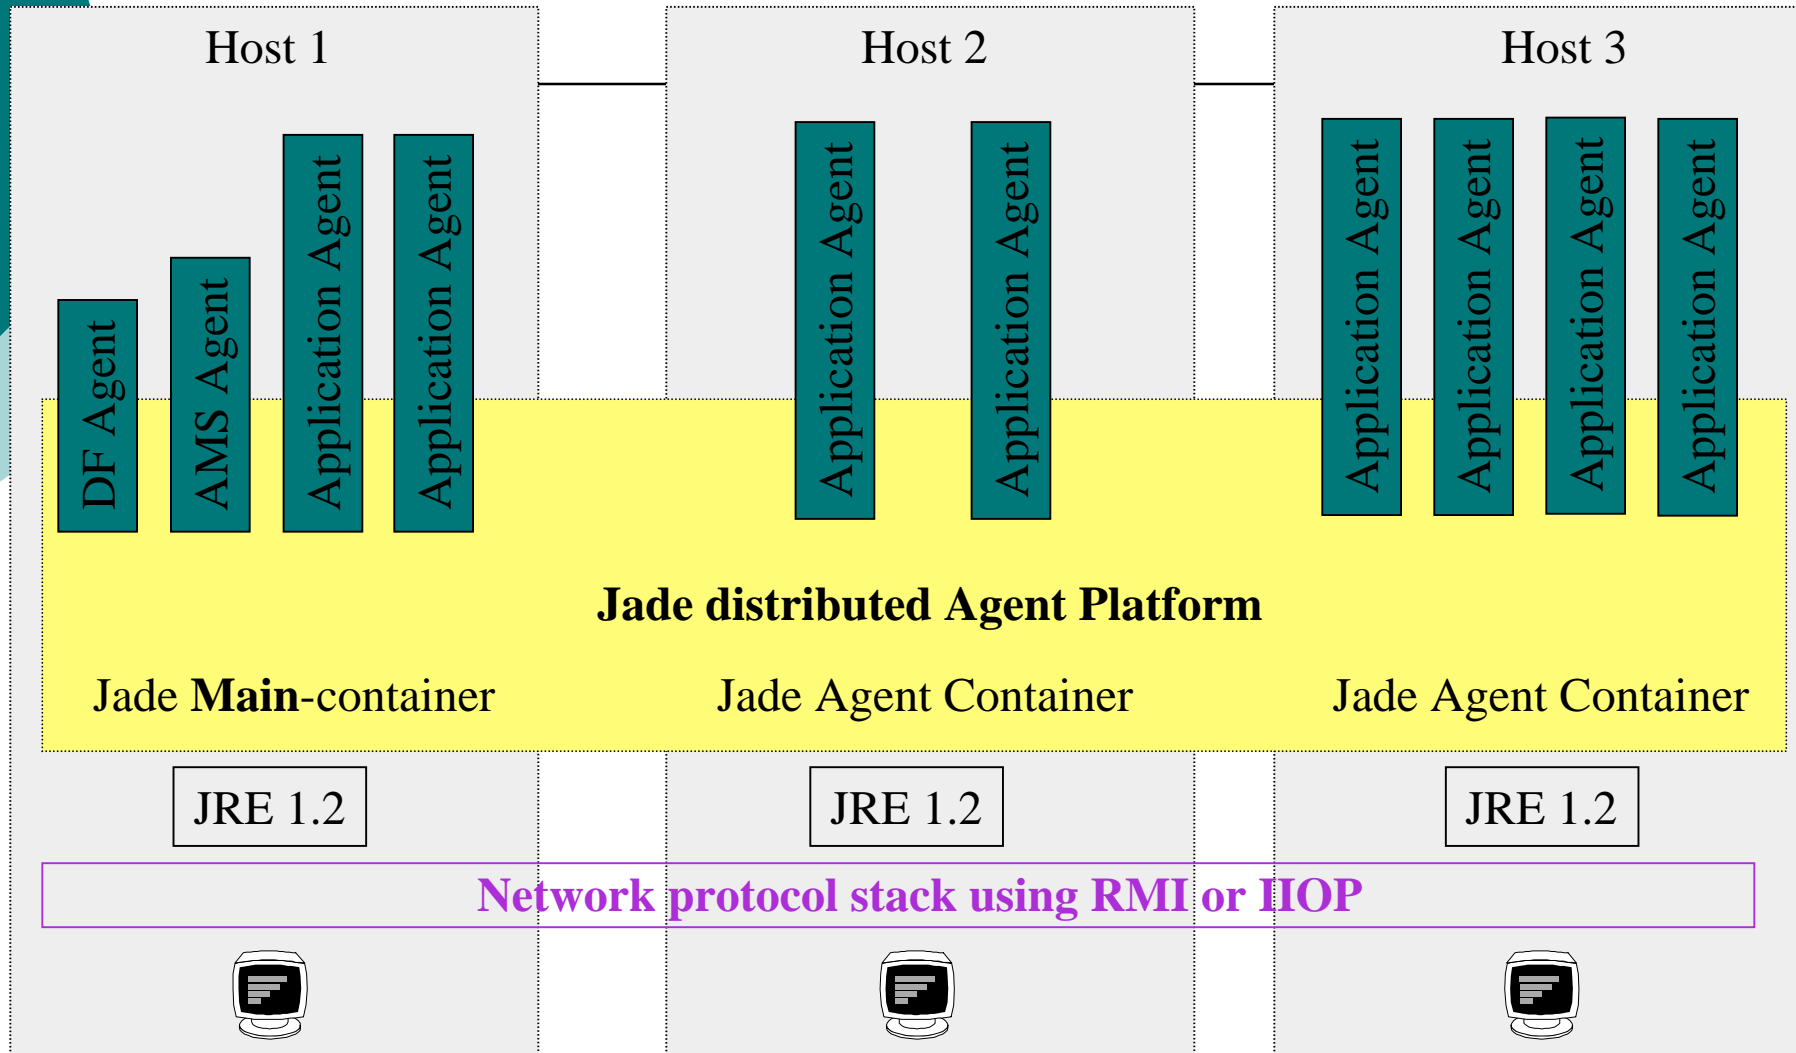 Host 1
Host 2
Host 3
DF Agent
AMS Agent
Application Agent
Application Agent
Application Agent
Application Agent
Application Agent
Application Agent
Application Agent
Application Agent
Jade distributed Agent Platform
Jade Main-container
Jade Agent Container
Jade Agent Container
JRE 1.2
JRE 1.2
JRE 1.2
Network protocol stack using RMI or IIOP